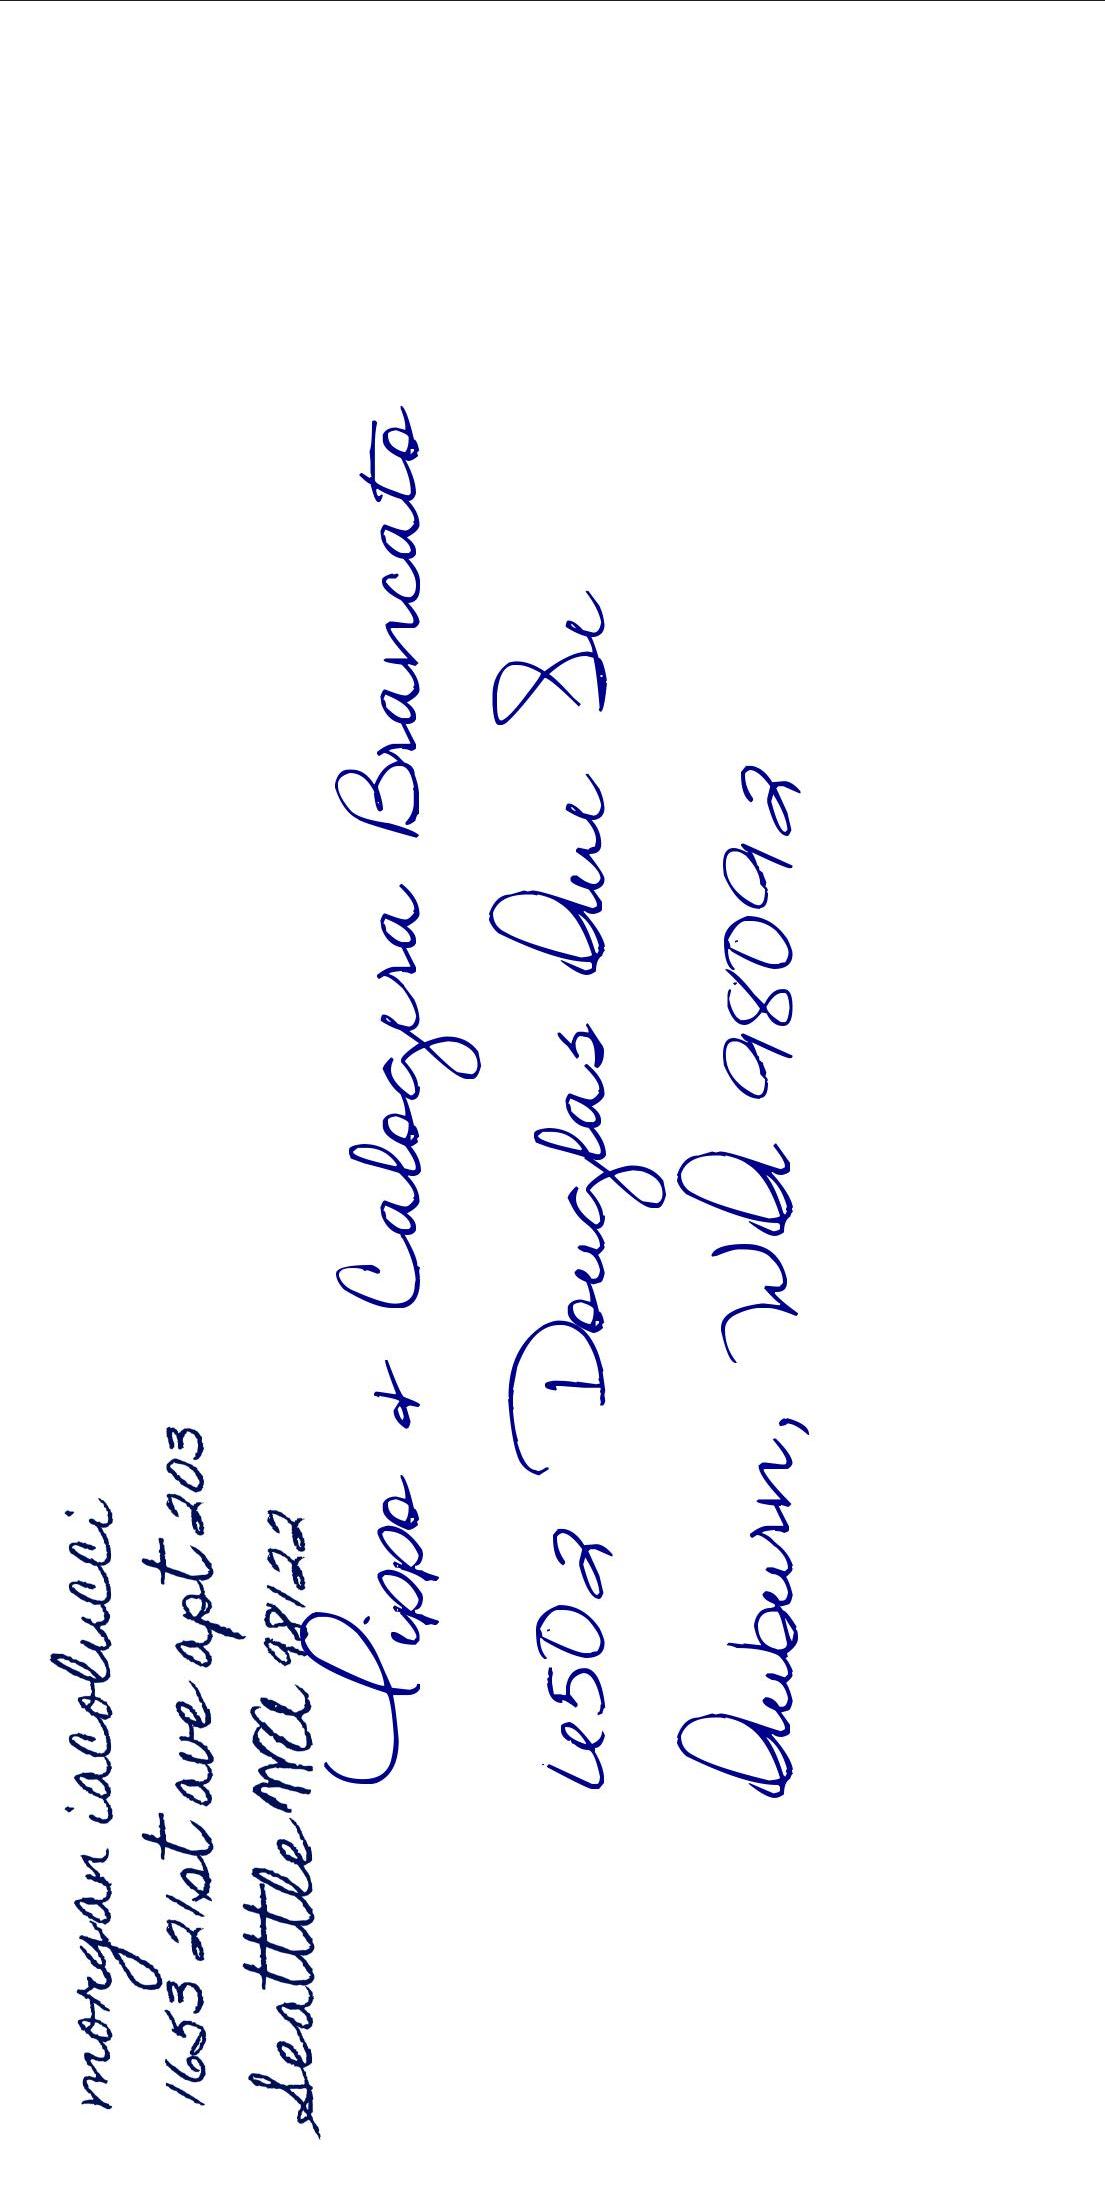 morgan iacolucci
1653 21st ave apt 203
Seattle WA 98122
Pippo & Calogera Brancato
6502 Douglas Ave Se
Auburn, WA 98092